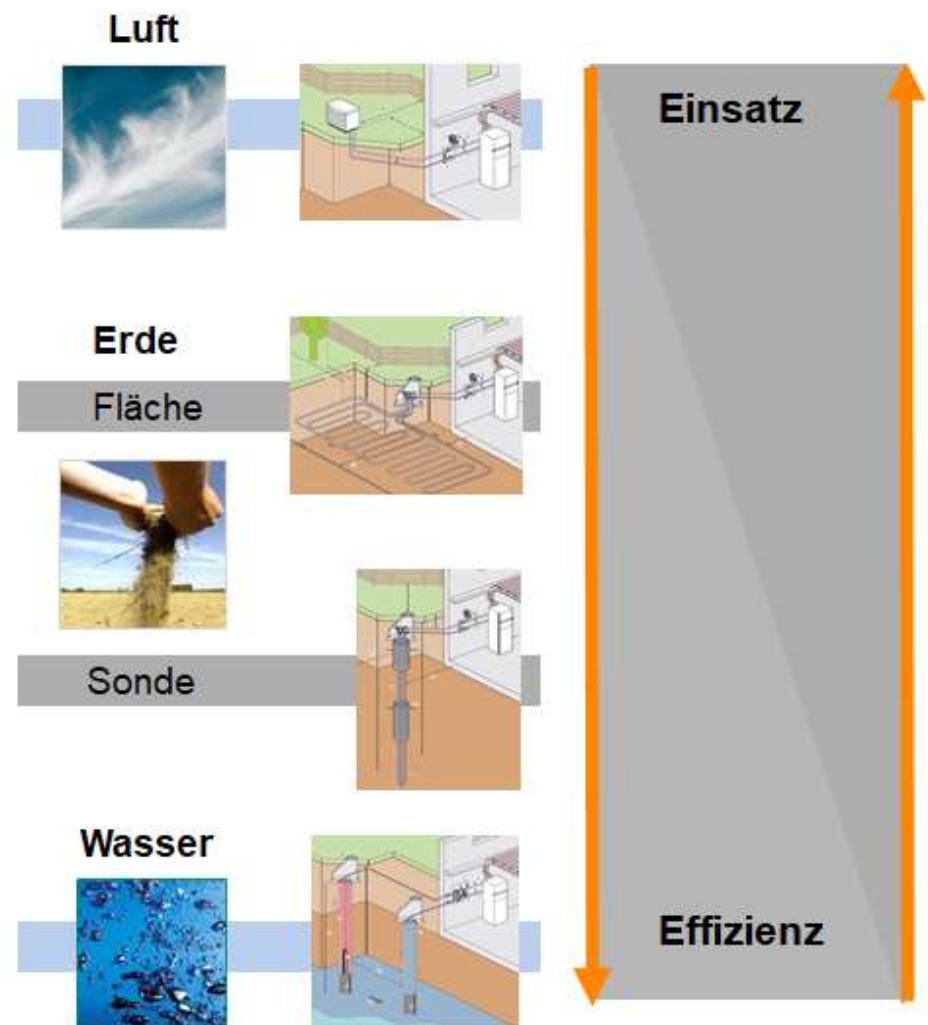 Luft
Einsatz
Erde
Fläche
Sonde
Wasser
Effizienz